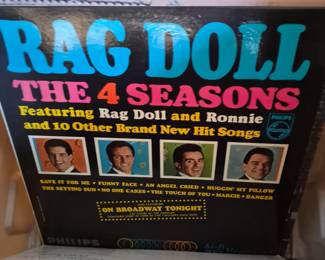 RAG DOLL
THE 4 SEASONS
Featuring Rag Doll and Ronnie
and 10 Other Brand New Hit Songs
PHILIPS
SAVE IT FOR ME • FUNNY FACE • AN ANGEL CRIED • HUGGIN' MY PILLOW
THE SETTING SUN • NO ONE CARES • THE TOUCH OF YOU • MARCIE • DANGER
ON BROADWAY TONIGHT
PHILIPS